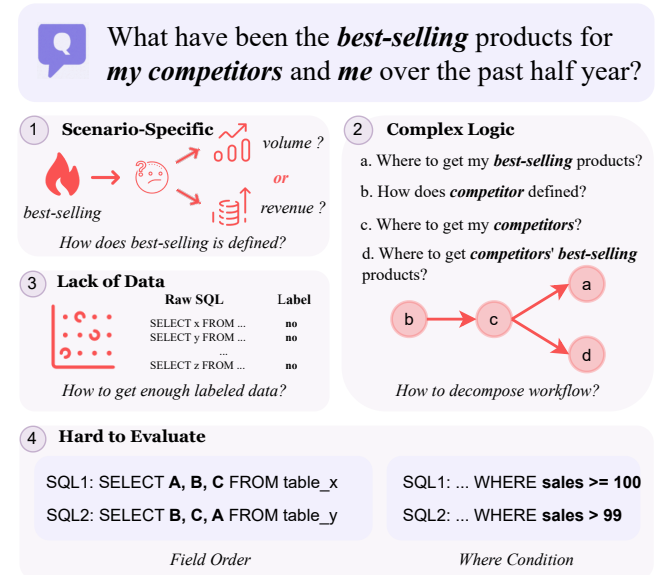 Q
What have been the best-selling products for
my competitors and me over the past half year?
1
Scenario-Specific
volume ?
or
revenue ?
best-selling
How does best-selling is defined?
2
Complex Logic
a. Where to get my best-selling products?
b. How does competitor defined?
c. Where to get my competitors?
d. Where to get competitors' best-selling
products?
a
b
c
d
How to decompose workflow?
3
Lack of Data
Raw SQL Label
SELECT x FROM ... no
SELECT y FROM ... no
...
SELECT z FROM ... no
How to get enough labeled data?
4
Hard to Evaluate
SQL1: SELECT A, B, C FROM table_x
SQL2: SELECT B, C, A FROM table_y
Field Order
SQL1: ... WHERE sales >= 100
SQL2: ... WHERE sales > 99
Where Condition